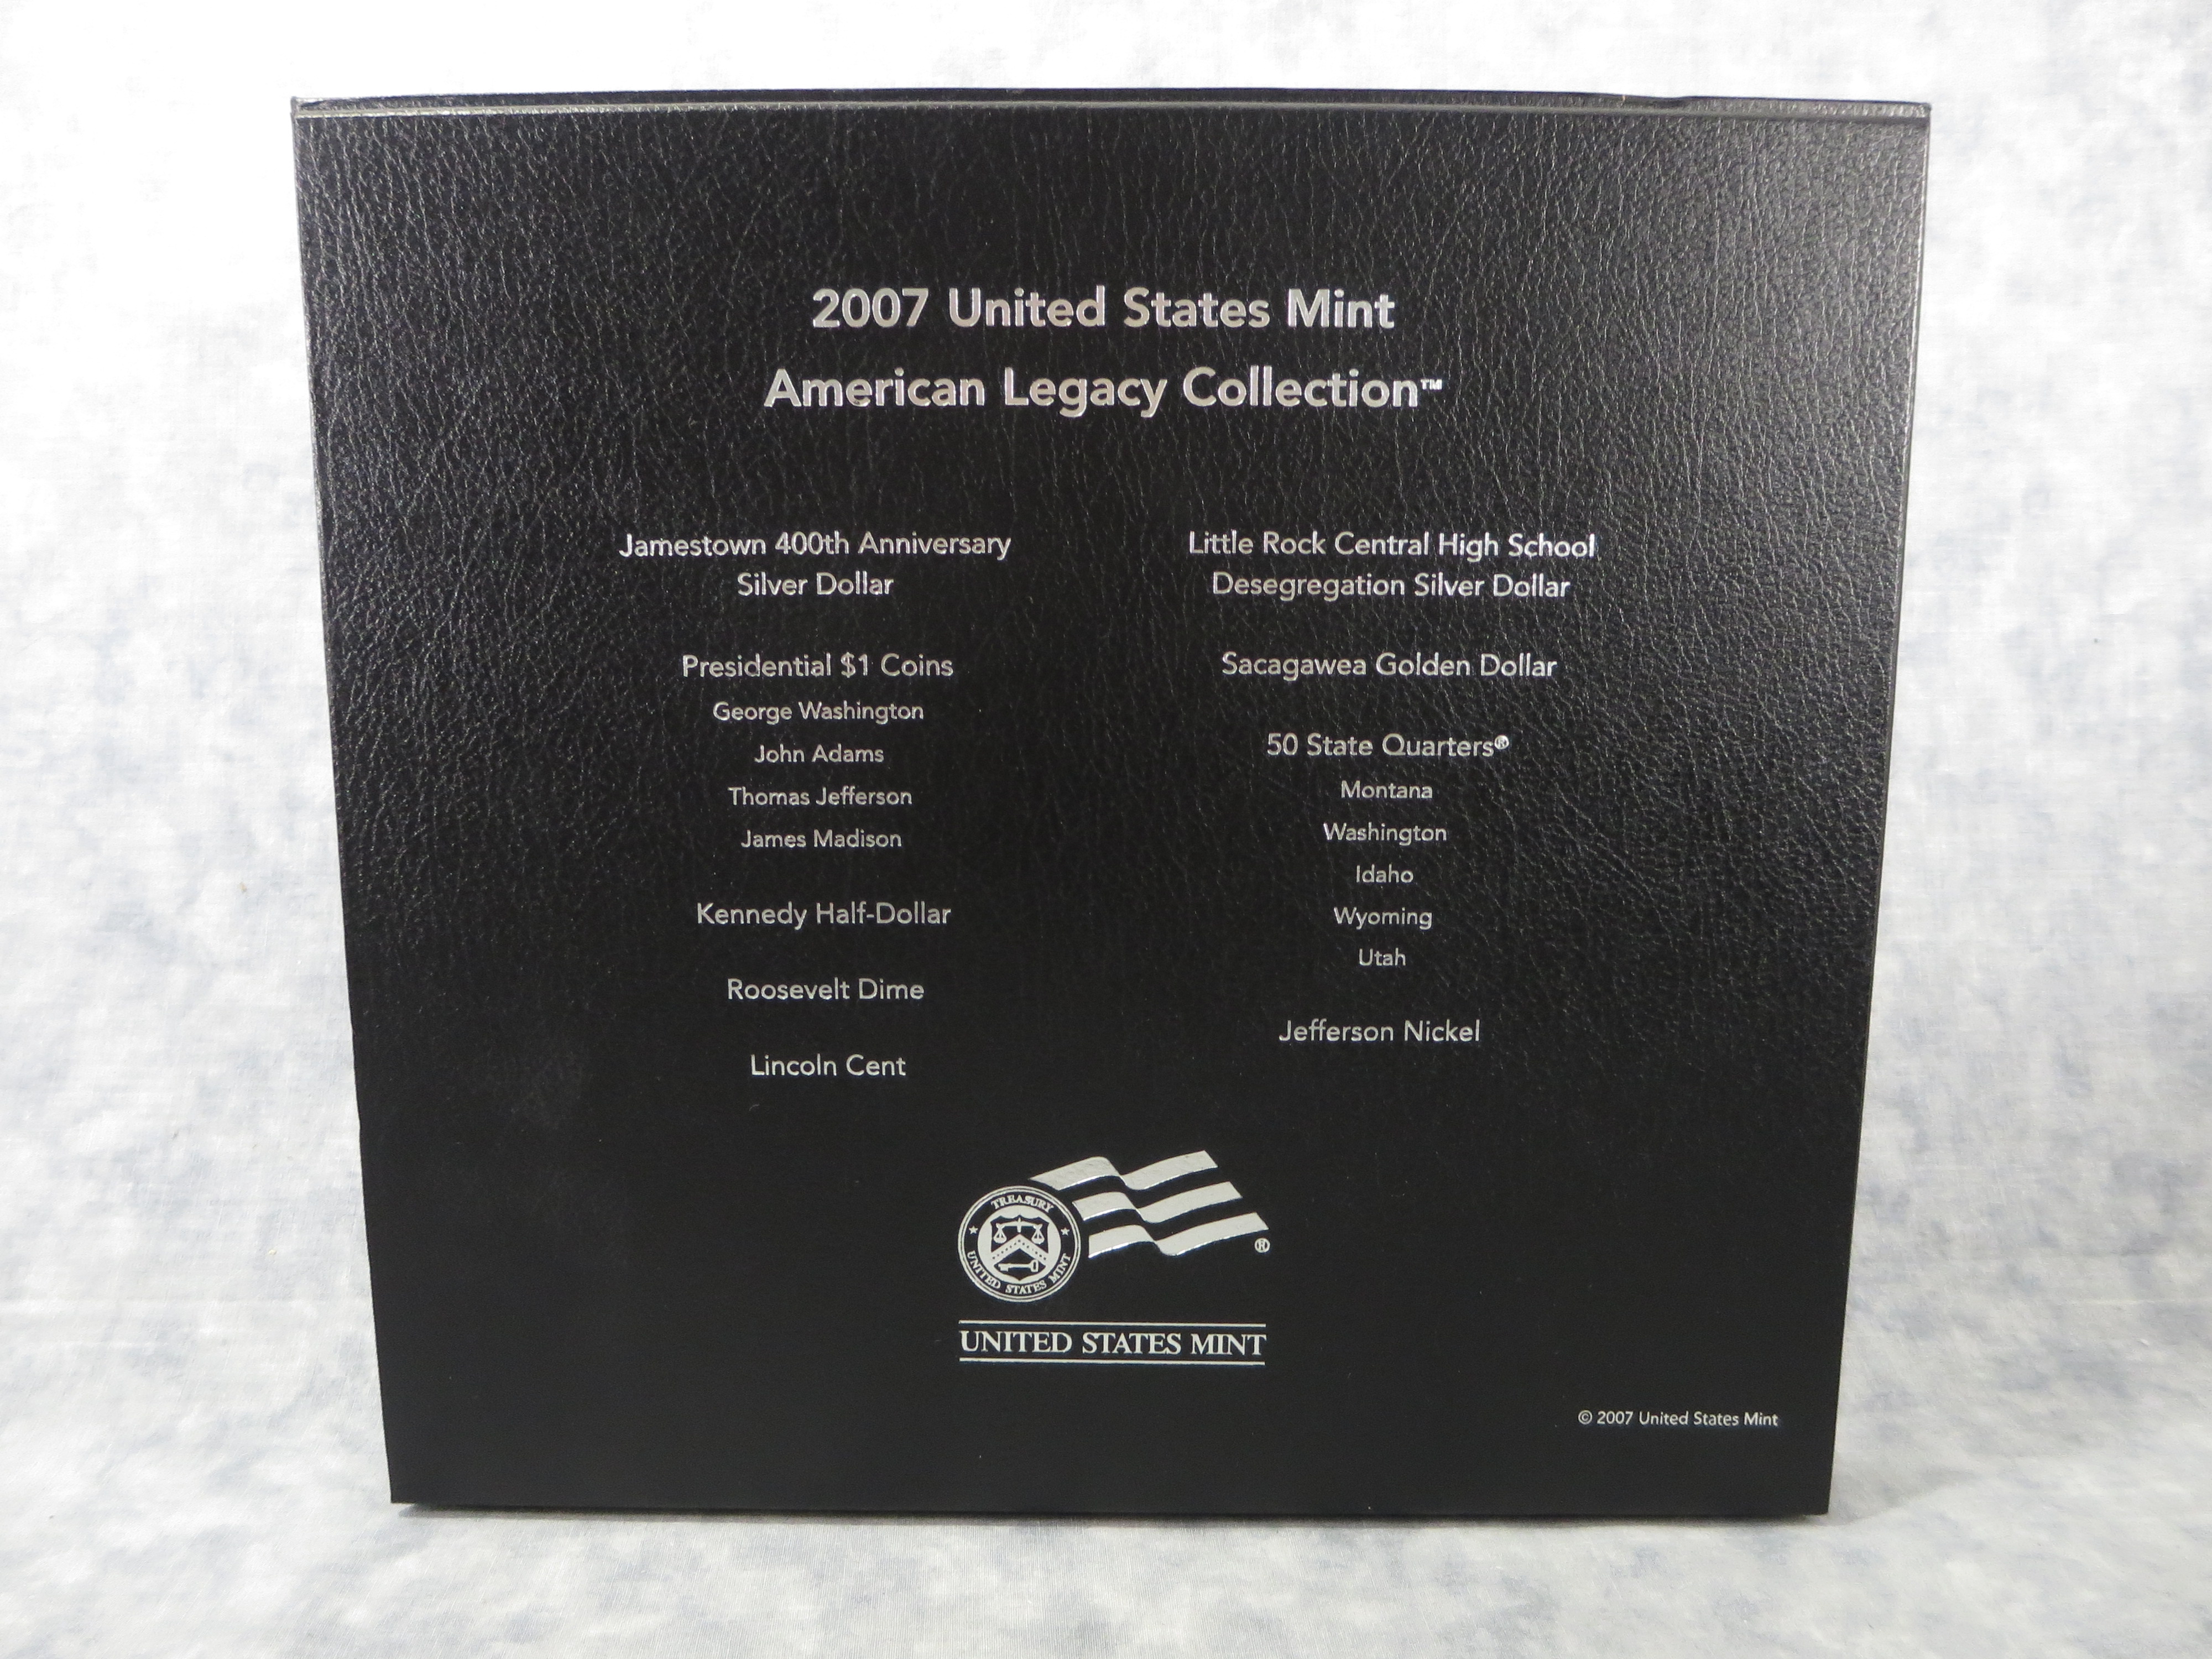 2007 United States Mint
American Legacy Collection™
Jamestown 400th Anniversary
Silver Dollar
Presidential $1 Coins
George Washington
John Adams
Thomas Jefferson
James Madison
Kennedy Half-Dollar
Roosevelt Dime
Lincoln Cent
Little Rock Central High School
Desegregation Silver Dollar
Sacagawea Golden Dollar
50 State Quarters®
Montana
Washington
Idaho
Wyoming
Utah
Jefferson Nickel
TREASURY
UNITED STATES MINT
®
UNITED STATES MINT
© 2007 United States Mint